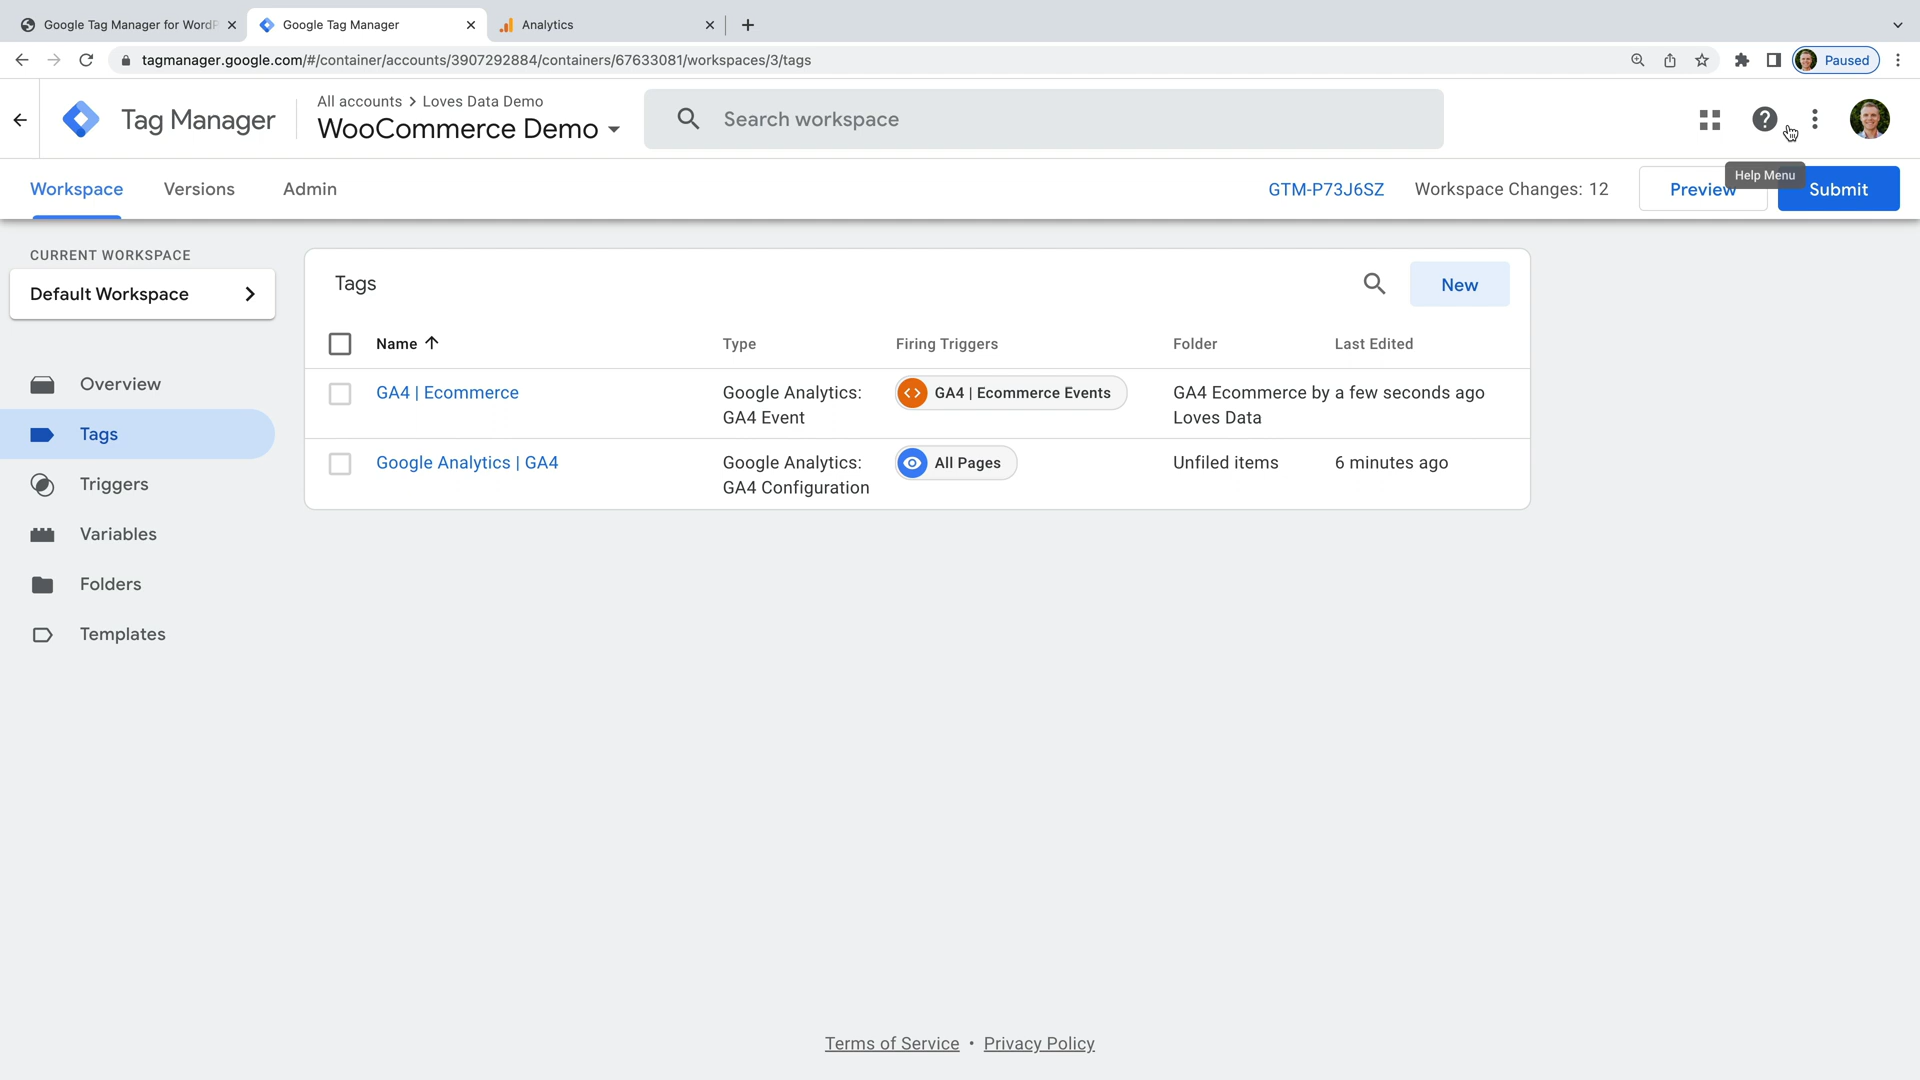 Google Tag Manager for WordP
Google Tag Manager
Analytics
tagmanager.google.com/#/container/accounts/3907292884/containers/67633081/workspaces/3/tags
Paused
Tag Manager
All accounts > Loves Data Demo
WooCommerce Demo
Search workspace
Help Menu
Workspace
Versions
Admin
GTM-P73J6SZ
Workspace Changes: 12
Preview
Submit
CURRENT WORKSPACE
Default Workspace
Overview
Tags
Triggers
Variables
Folders
Templates
Tags
New
Name
Type
Firing Triggers
Folder
Last Edited
GA4 | Ecommerce
Google Analytics:
GA4 Event
GA4 | Ecommerce Events
GA4 Ecommerce by
Loves Data
a few seconds ago
Google Analytics | GA4
Google Analytics:
GA4 Configuration
All Pages
Unfiled items
6 minutes ago
Terms of Service • Privacy Policy